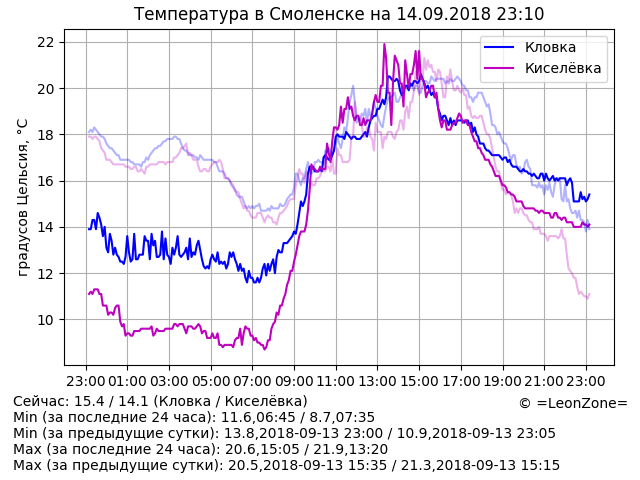 Температура в Смоленске на 14.09.2018 23:10
Кловка
Киселёвка
градусов Цельсия, °C
22
20
18
16
14
12
10
23:00 01:00 03:00 05:00 07:00 09:00 11:00 13:00 15:00 17:00 19:00 21:00 23:00
Сейчас: 15.4 / 14.1 (Кловка / Киселёвка)
© =LeonZone=
Min (за последние 24 часа): 11.6,06:45 / 8.7,07:35
Min (за предыдущие сутки): 13.8,2018-09-13 23:00 / 10.9,2018-09-13 23:05
Max (за последние 24 часа): 20.6,15:05 / 21.9,13:20
Max (за предыдущие сутки): 20.5,2018-09-13 15:35 / 21.3,2018-09-13 15:15